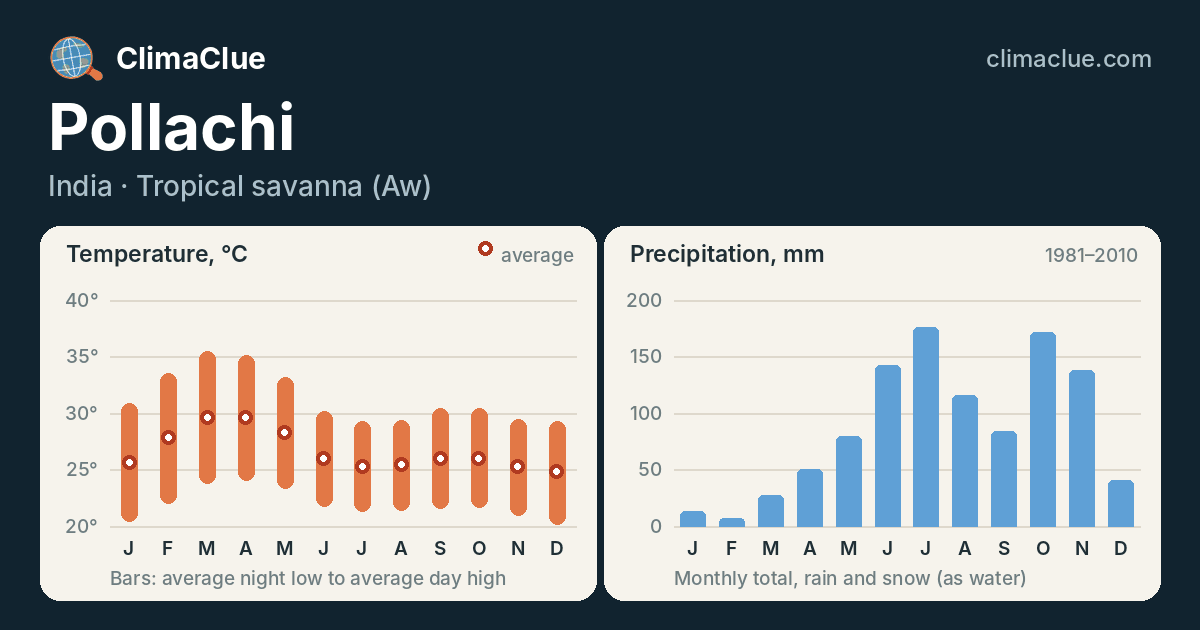 ClimaClue
climaclue.com
Pollachi
India · Tropical savanna (Aw)
Temperature, °C
average
40°
35°
30°
25°
20°
J F M A M J J A S O N D
Bars: average night low to average day high
Precipitation, mm
1981–2010
200
150
100
50
0
J F M A M J J A S O N D
Monthly total, rain and snow (as water)